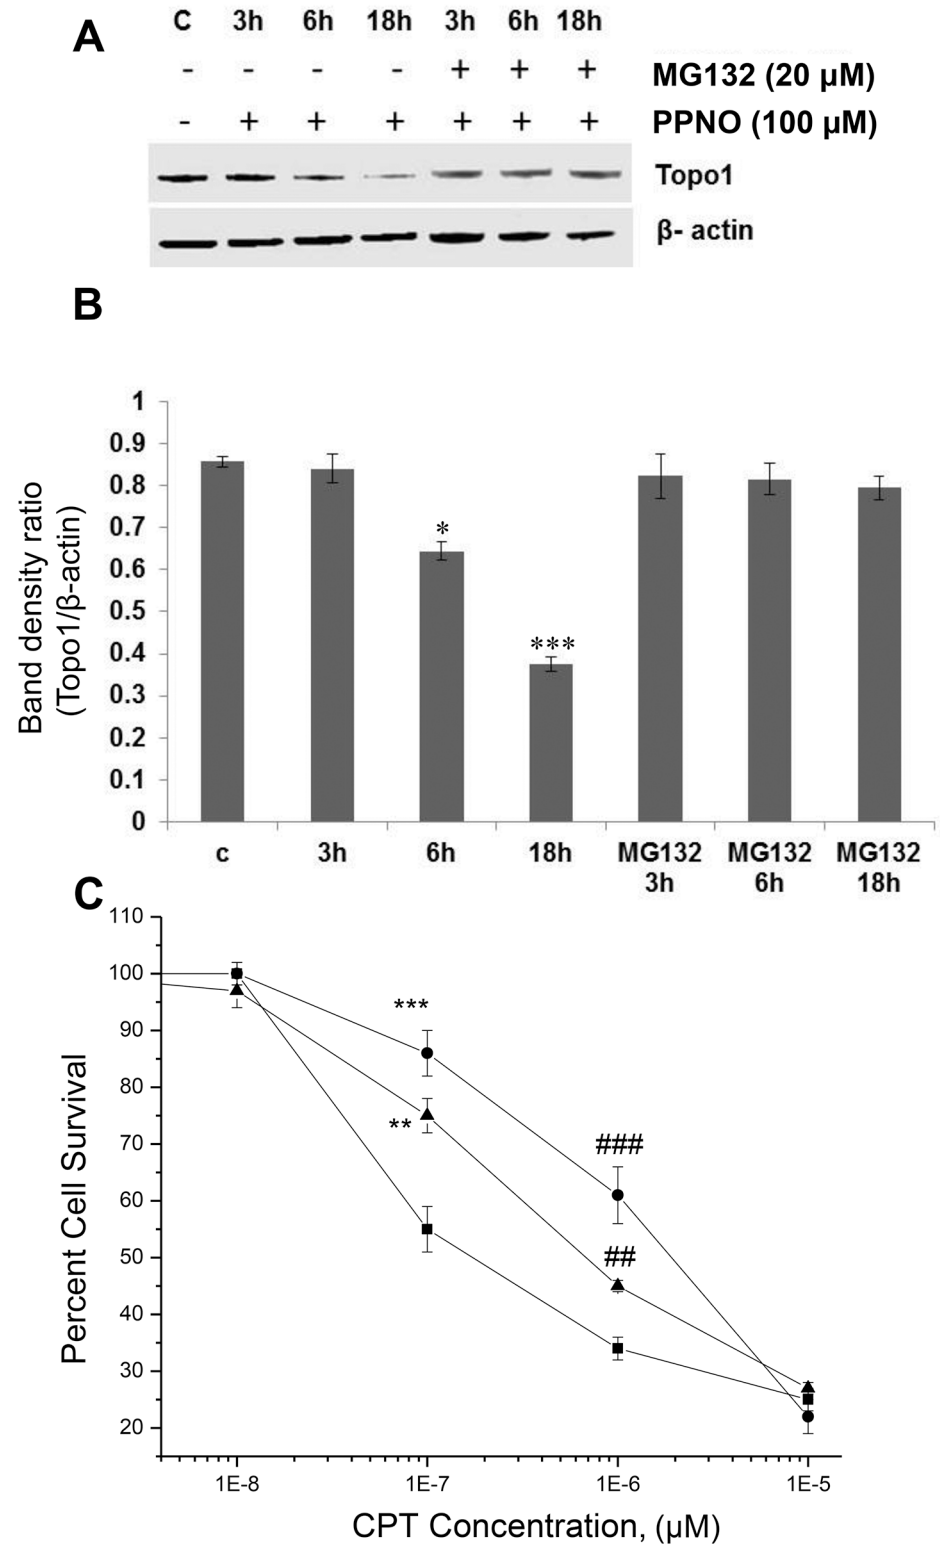 A
C 3h 6h 18h 3h 6h 18h
- - - - + + + MG132 (20 µM)
- + + + + + + PPNO (100 µM)
Topo1
β- actin
B
Band density ratio
(Topo1/β-actin)
1
0.9
0.8
0.7
0.6
0.5
0.4
0.3
0.2
0.1
0
*
***
c 3h 6h 18h MG132 MG132 MG132
3h 6h 18h
C
Percent Cell Survival
110
100
90
80
70
60
50
40
30
20
***
**
###
##
1E-8 1E-7 1E-6 1E-5
CPT Concentration, (µM)